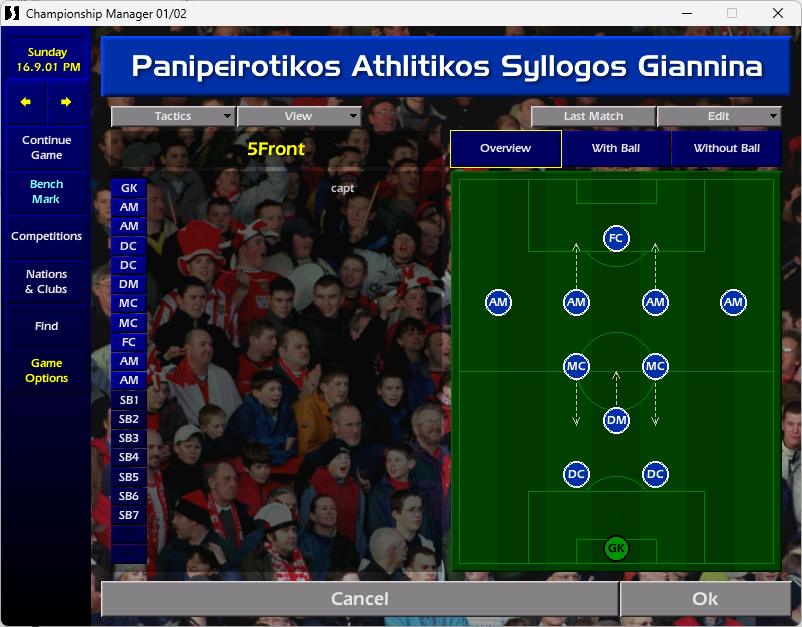 Championship Manager 01/02
Sunday
16.9.01 PM
Continue
Game
Bench
Mark
Competitions
Nations
& Clubs
Find
Game
Options
Panipeirotikos Athlitikos Syllogos Giannina
Tactics
View
Last Match
Edit
5Front
Overview
With Ball
Without Ball
GK
capt
AM
AM
DC
DC
DM
MC
MC
FC
AM
AM
SB1
SB2
SB3
SB4
SB5
SB6
SB7
FC
AM AM AM AM
MC MC
DM
DC DC
GK
Cancel
Ok